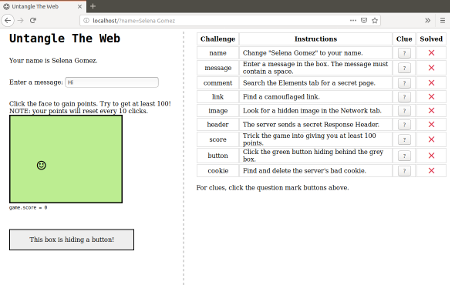 Untangle The Web
localhost/?name=Selena Gomez
Untangle The Web
Your name is Selena Gomez.
Enter a message: Hi
Click the face to gain points. Try to get at least 100!
NOTE: your points will reset every 10 clicks.
game.score = 0
This box is hiding a button!
Challenge Instructions Clue Solved
name Change "Selena Gomez" to your name. ?
message Enter a message in the box. The message must contain a space. ?
comment Search the Elements tab for a secret page. ?
link Find a camouflaged link. ?
image Look for a hidden image in the Network tab. ?
header The server sends a secret Response Header. ?
score Trick the game into giving you at least 100 points. ?
button Click the green button hiding behind the grey box. ?
cookie Find and delete the server's bad cookie. ?
For clues, click the question mark buttons above.